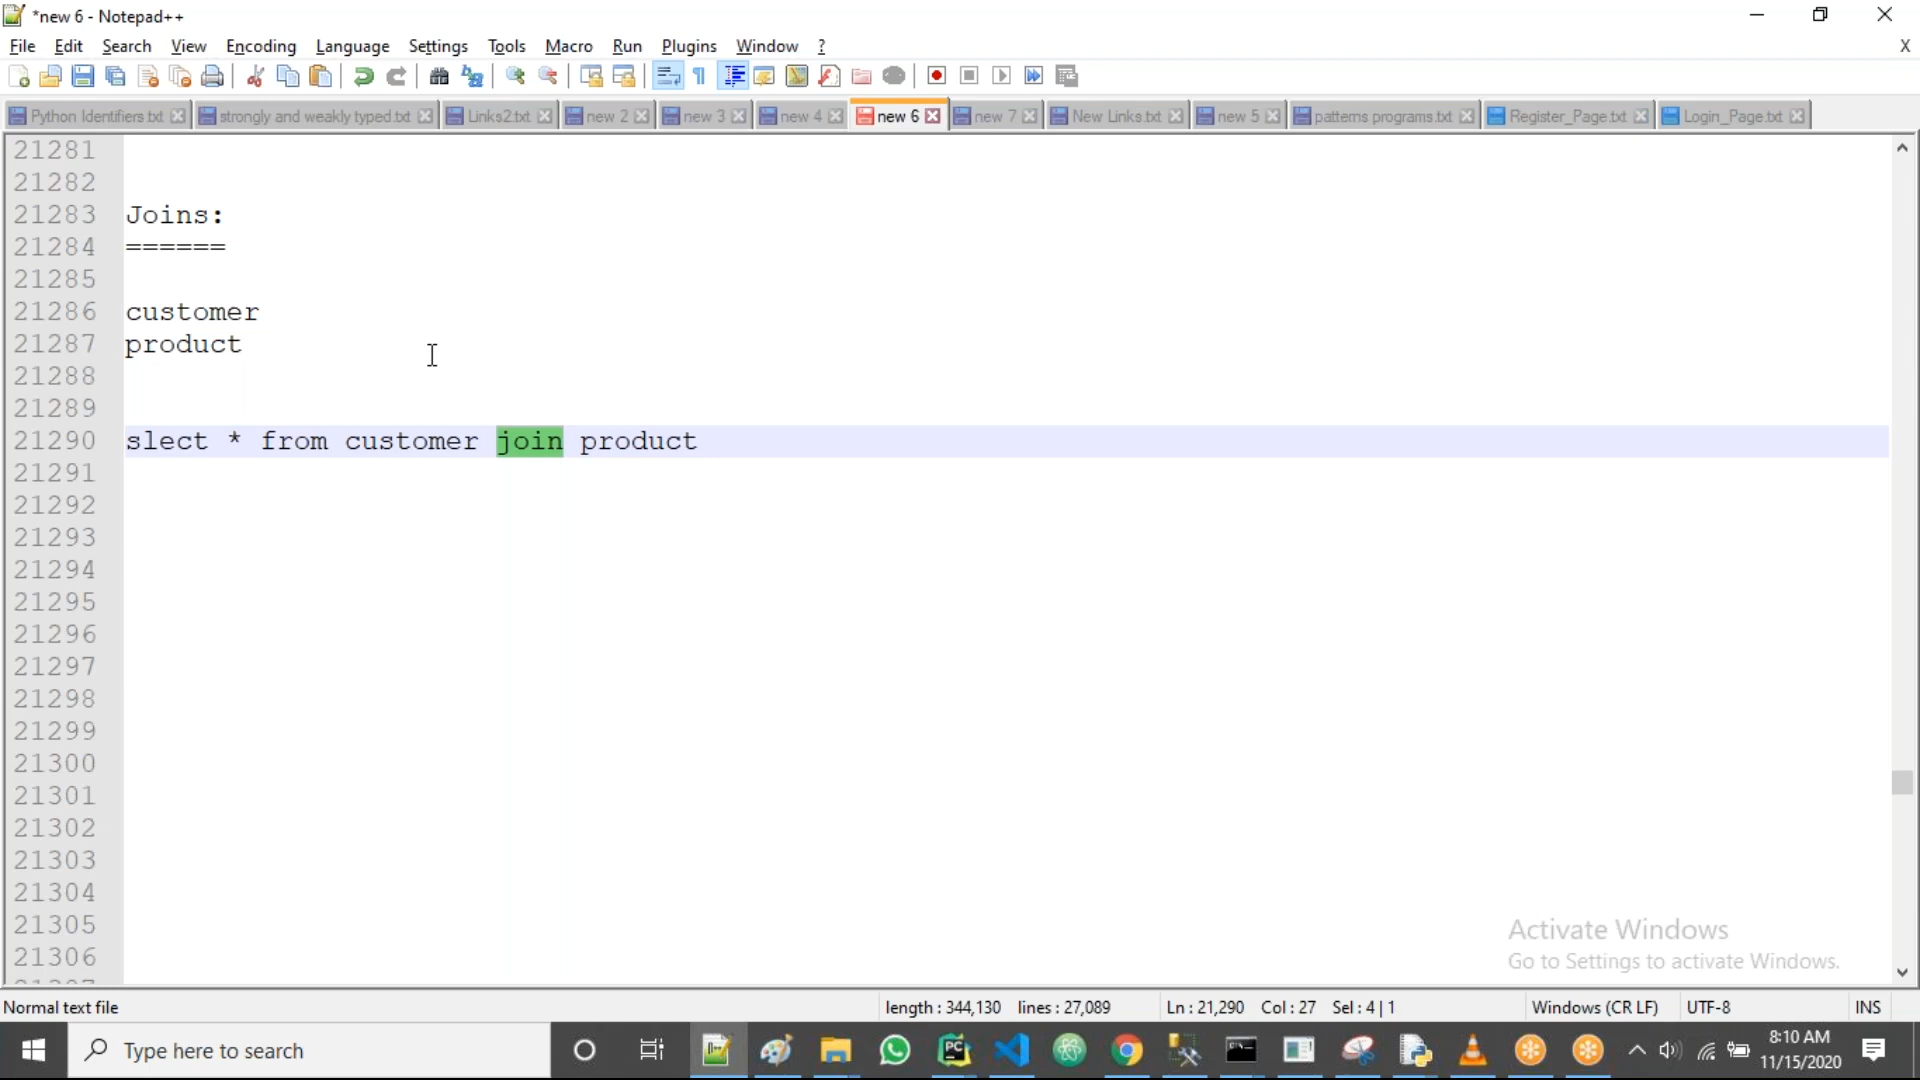 *new 6 - Notepad++
File Edit Search View Encoding Language Settings Tools Macro Run Plugins Window ? X
Python Identifiers.txt strongly and weakly typed.txt Links2.txt new 2 new 3 new 4 new 6 new 7 New Links.txt new 5 patterns programs.txt Register_Page.txt Login_Page.txt
21281
21282
21283 Joins:
21284 ======
21285
21286 customer
21287 product
21288
21289
21290 slect * from customer join product
21291
21292
21293
21294
21295
21296
21297
21298
21299
21300
21301
21302
21303
21304
21305
21306
Activate Windows
Go to Settings to activate Windows.
Normal text file length : 344,130 lines : 27,089 Ln : 21,290 Col : 27 Sel : 4 | 1 Windows (CR LF) UTF-8 INS
Type here to search
8:10 AM
11/15/2020